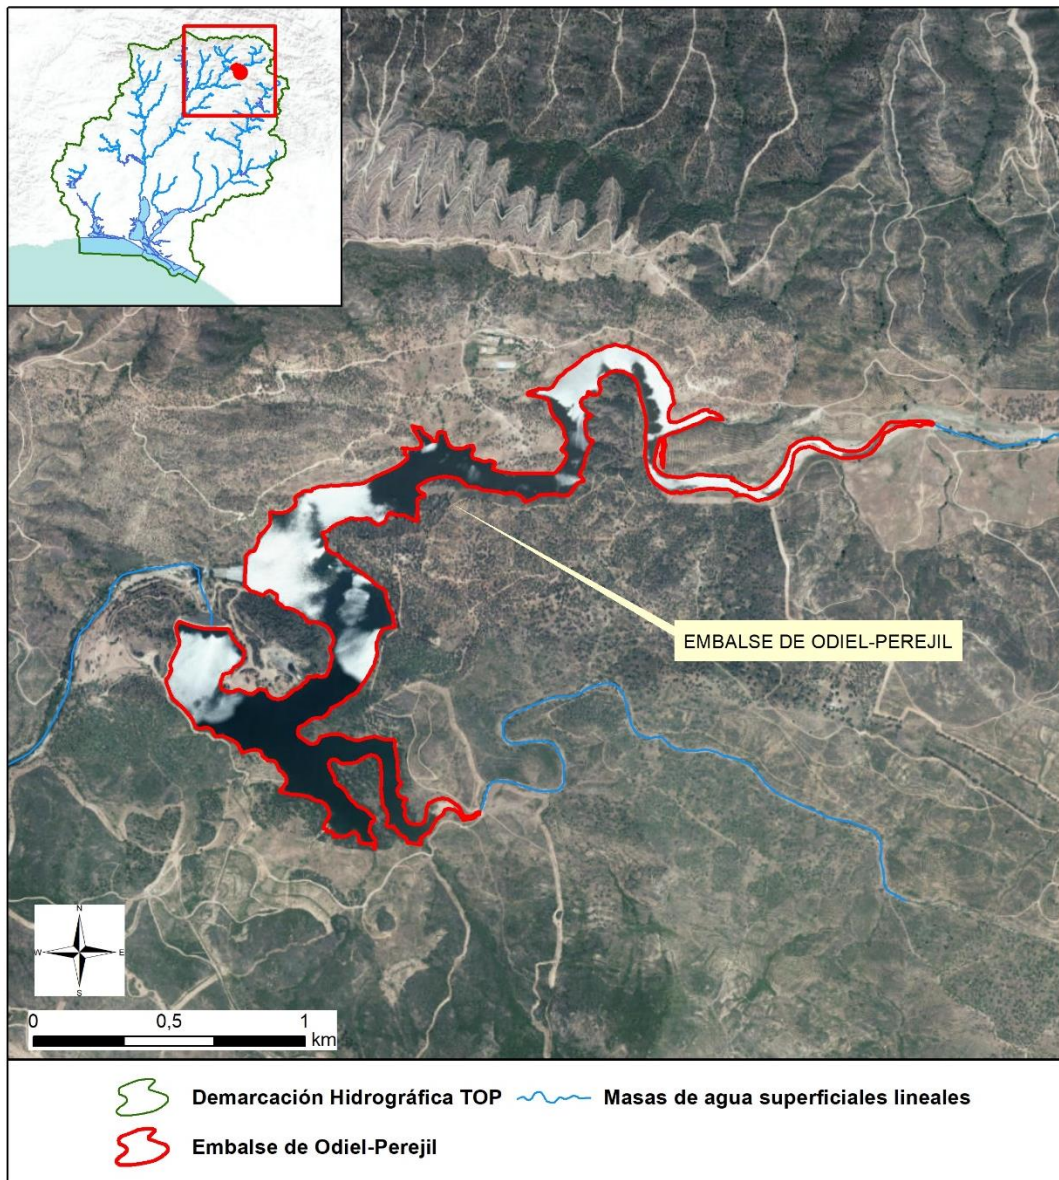 EMBALSE DE ODIEL-PEREJIL
N
W
E
S
0 0,5 1
km
Demarcación Hidrográfica TOP
Masas de agua superficiales lineales
Embalse de Odiel-Perejil